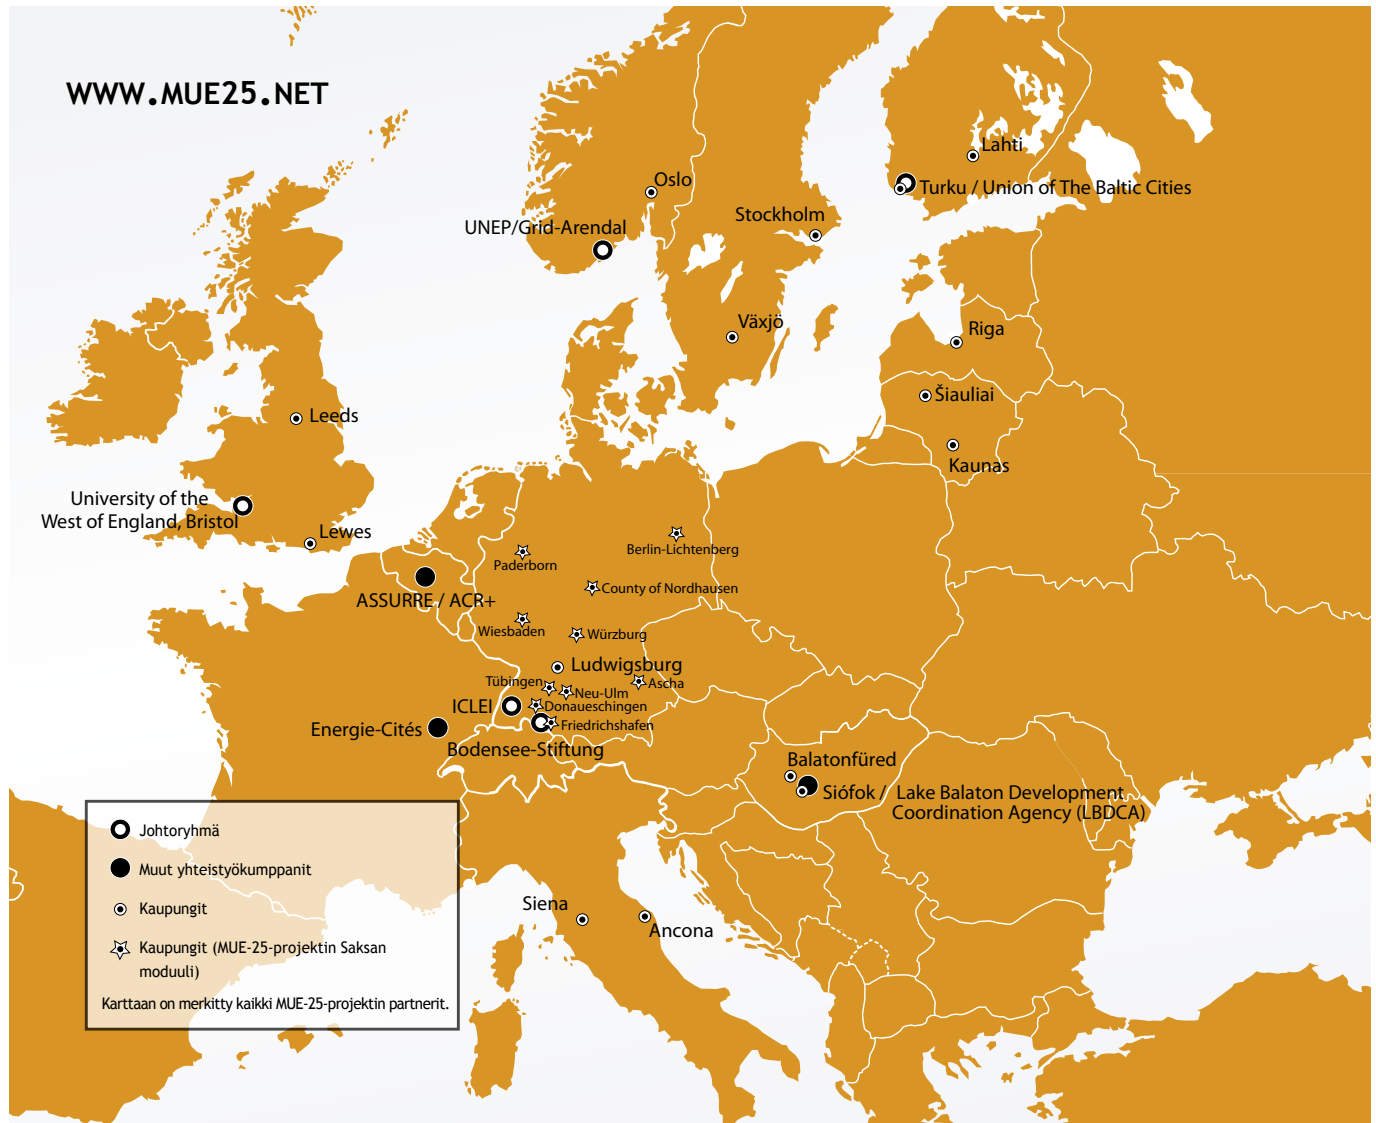 WWW.MUE25.NET
Lahti
Oslo
Turku / Union of The Baltic Cities
Stockholm
UNEP/Grid-Arendal
Växjö
Riga
Šiauliai
Leeds
Kaunas
University of the
West of England, Bristol
Lewes
Berlin-Lichtenberg
Paderborn
County of Nordhausen
ASSURRE / ACR+
Wiesbaden
Würzburg
Ludwigsburg
Tübingen
Ascha
Neu-Ulm
ICLEI
Donaueschingen
Friedrichshafen
Energie-Cités
Bodensee-Stiftung
Balatonfüred
Siófok / Lake Balaton Development
Coordination Agency (LBDCA)
Johtoryhmä
Muut yhteistyökumppanit
Kaupungit
Kaupungit (MUE-25-projektin Saksan
moduuli)
Karttaan on merkitty kaikki MUE-25-projektin partnerit.
Siena
Ancona